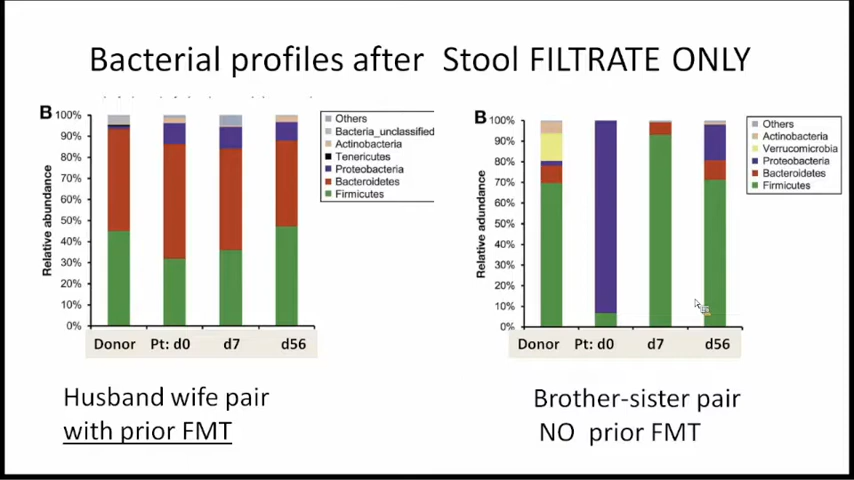 Bacterial profiles after Stool FILTRATE ONLY
B
Relative abundance
100%
90%
80%
70%
60%
50%
40%
30%
20%
10%
0%
Donor Pt: d0 d7 d56
Others
Bacteria_unclassified
Actinobacteria
Tenericutes
Proteobacteria
Bacteroidetes
Firmicutes
Husband wife pair
with prior FMT
B
Relative adundance
100%
90%
80%
70%
60%
50%
40%
30%
20%
10%
0%
Donor Pt: d0 d7 d56
Others
Actinobacteria
Verrucomicrobia
Proteobacteria
Bacteroidetes
Firmicutes
Brother-sister pair
NO prior FMT